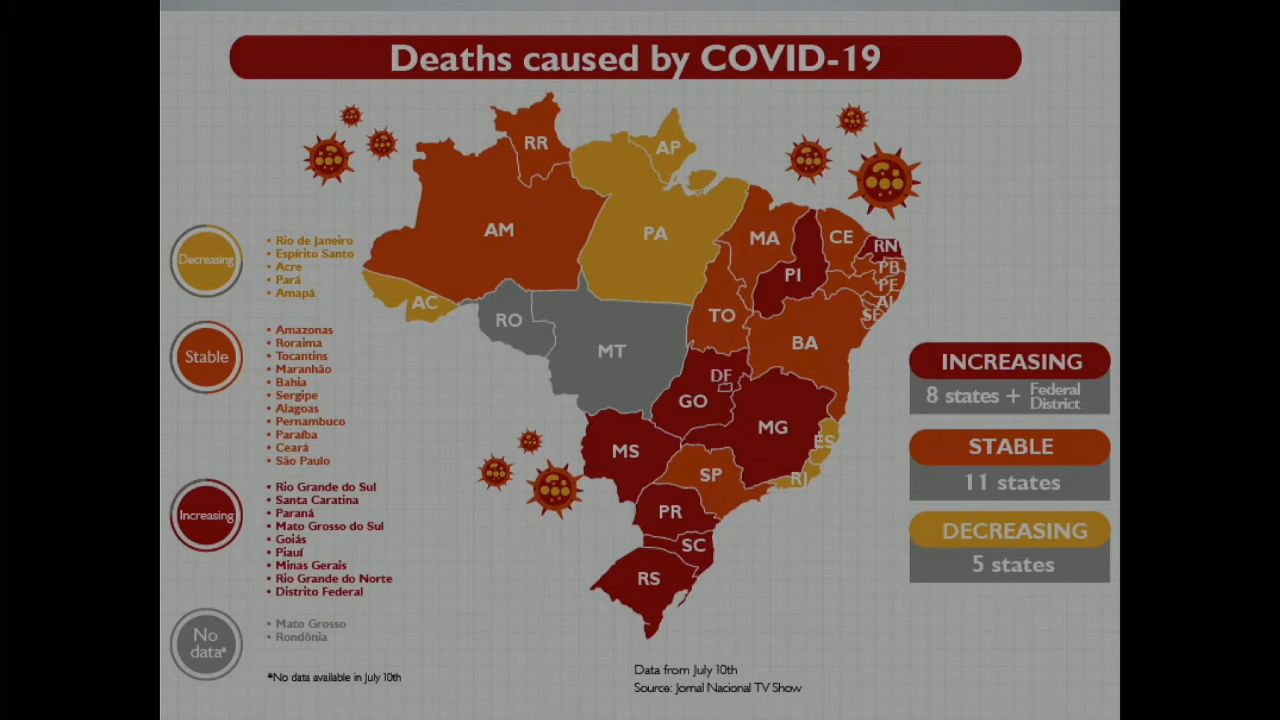 Deaths caused by COVID-19
RR
AP
AM
PA
MA
CE
RN
PI
PB
PE
AL
SE
AC
RO
TO
MT
BA
DF
GO
MG
ES
MS
SP
RJ
PR
SC
RS
Decreasing
• Rio de Janeiro
• Espírito Santo
• Acre
• Pará
• Amapá
Stable
• Amazonas
• Roraima
• Tocantins
• Maranhão
• Bahia
• Sergipe
• Alagoas
• Pernambuco
• Paraíba
• Ceará
• São Paulo
Increasing
• Rio Grande do Sul
• Santa Caratina
• Paraná
• Mato Grosso do Sul
• Goiás
• Piauí
• Minas Gerais
• Rio Grande do Norte
• Distrito Federal
No
data*
• Mato Grosso
• Rondônia
*No data available in July 10th
INCREASING
8 states + Federal
District
STABLE
11 states
DECREASING
5 states
Data from July 10th
Source: Jornal Nacional TV Show